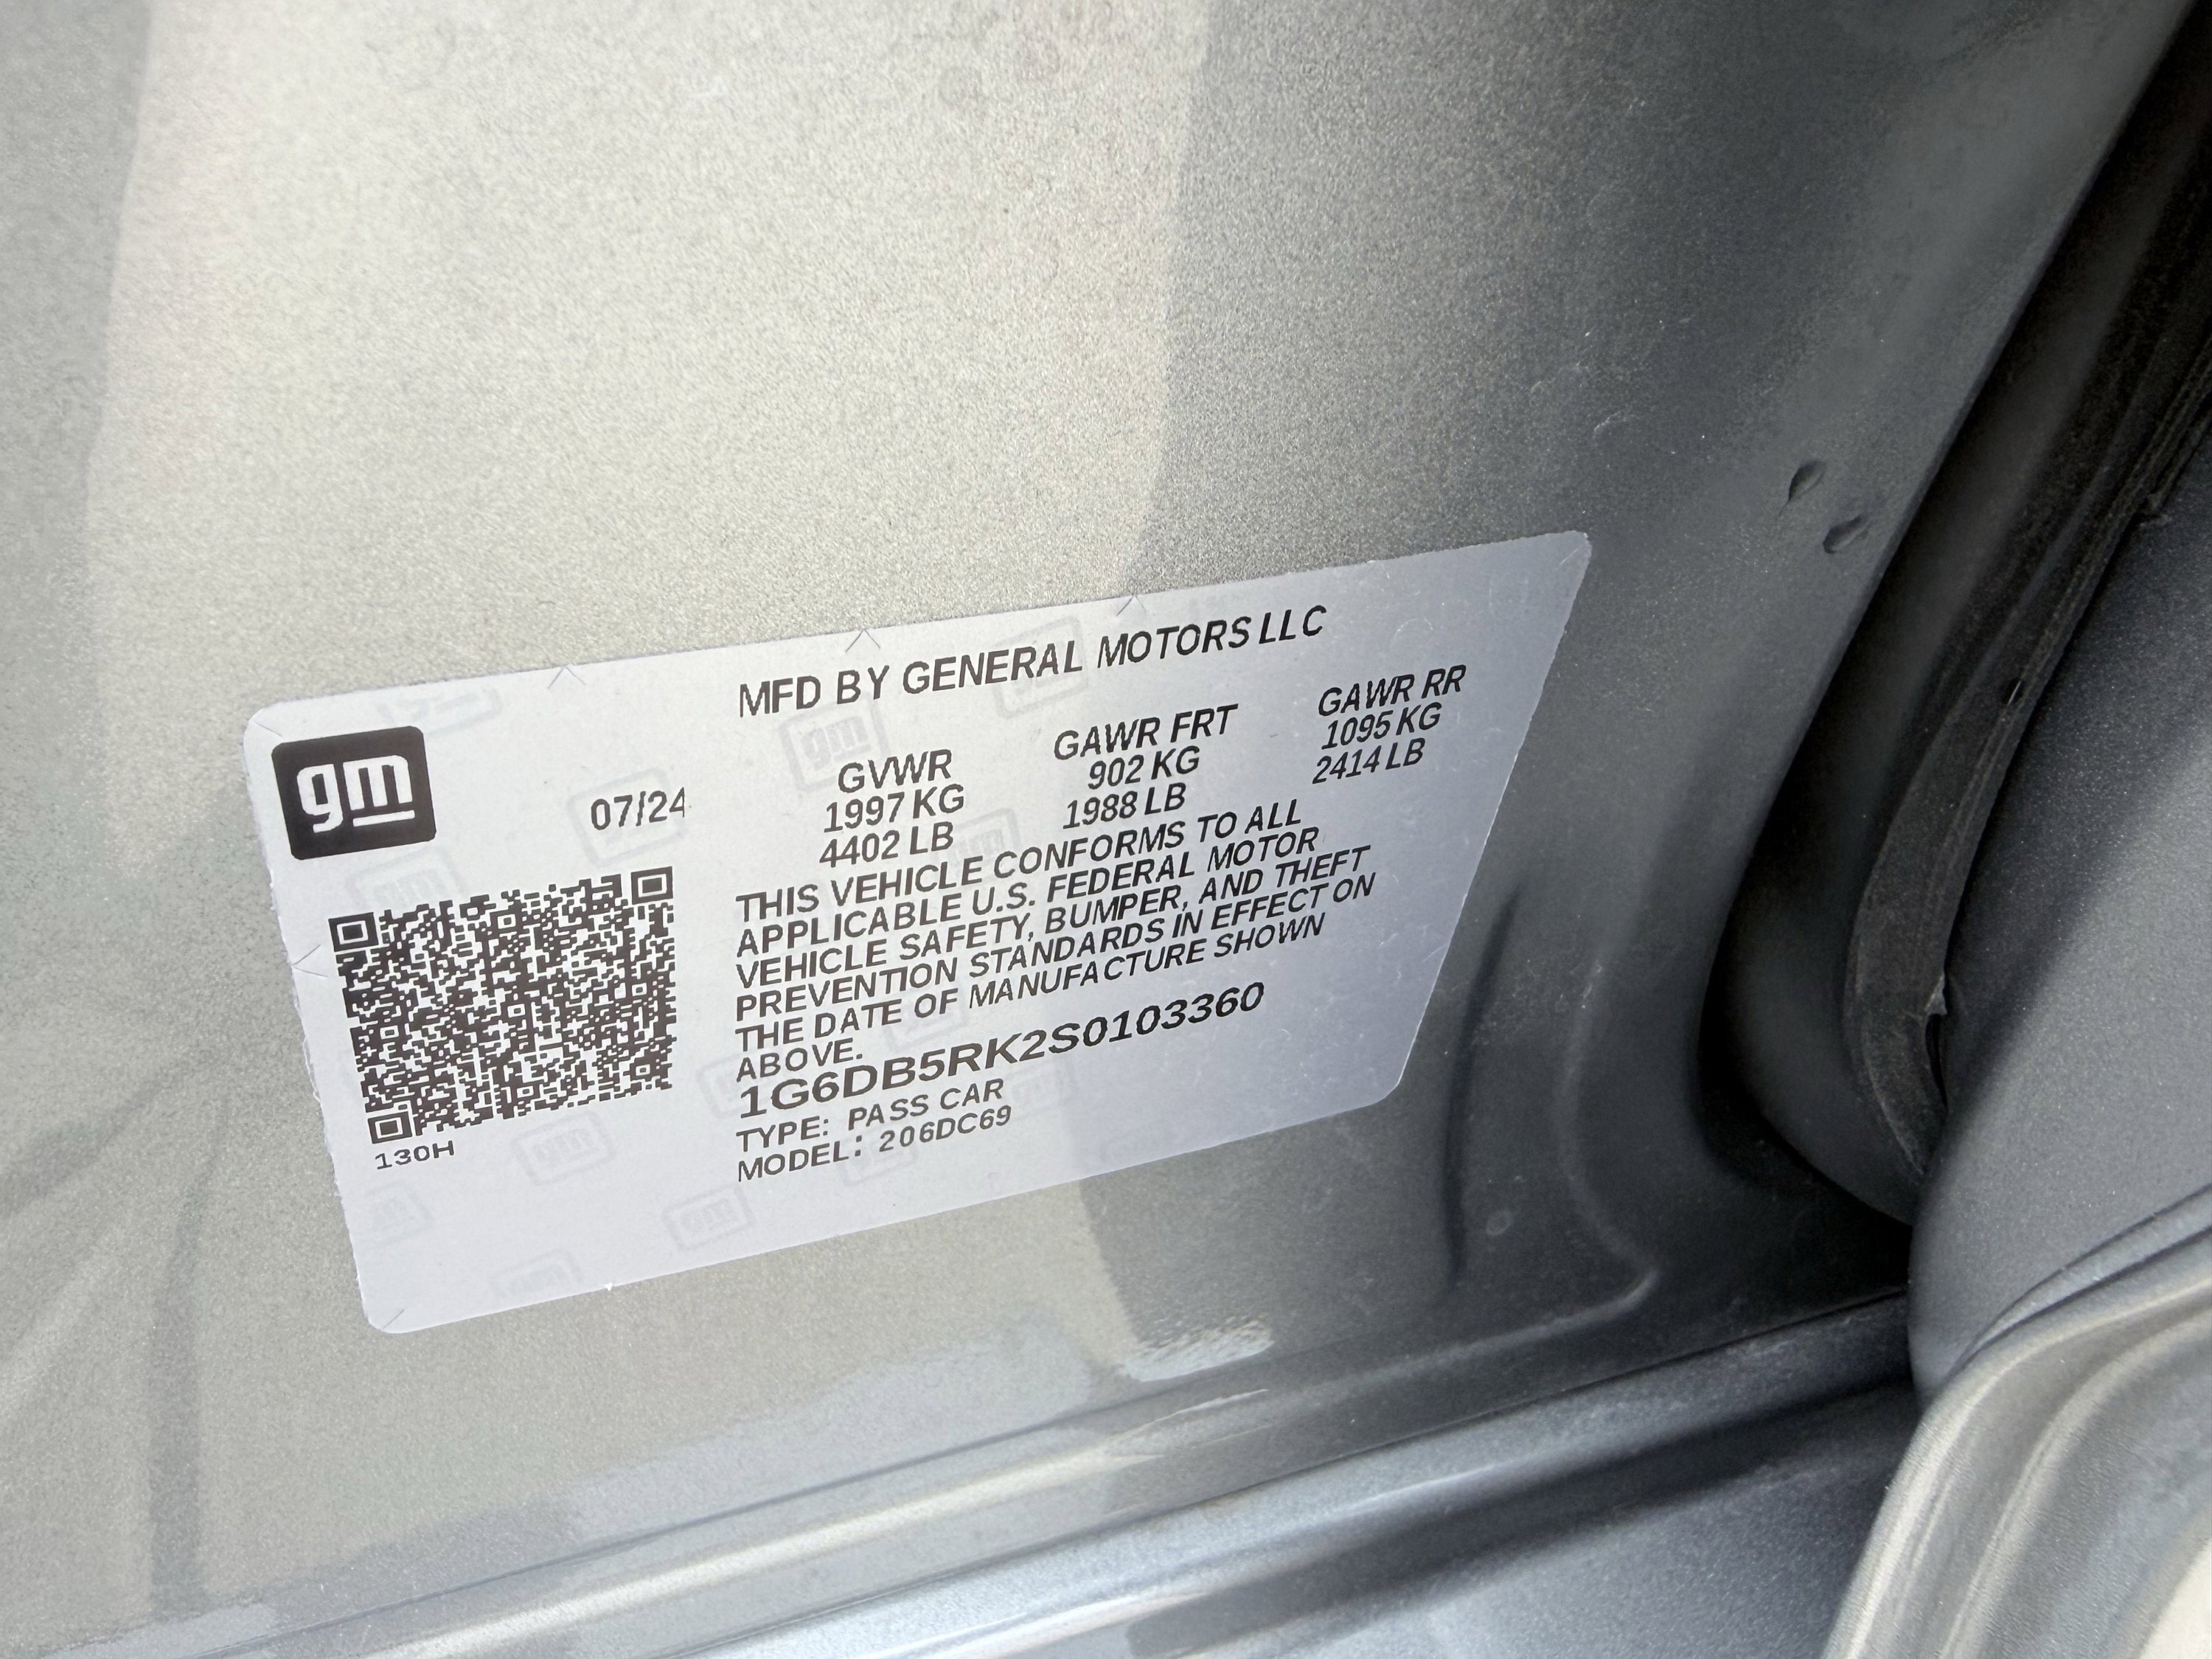 MFD BY GENERAL MOTORS LLC
gm
07/24
GVWR GAWR FRT GAWR RR
1997 KG 902 KG 1095 KG
4402 LB 1988 LB 2414 LB
THIS VEHICLE CONFORMS TO ALL
APPLICABLE U.S. FEDERAL MOTOR
VEHICLE SAFETY, BUMPER, AND THEFT
PREVENTION STANDARDS IN EFFECT ON
THE DATE OF MANUFACTURE SHOWN
ABOVE.
1G6DB5RK2S0103360
TYPE: PASS CAR
MODEL: 206DC69
130H